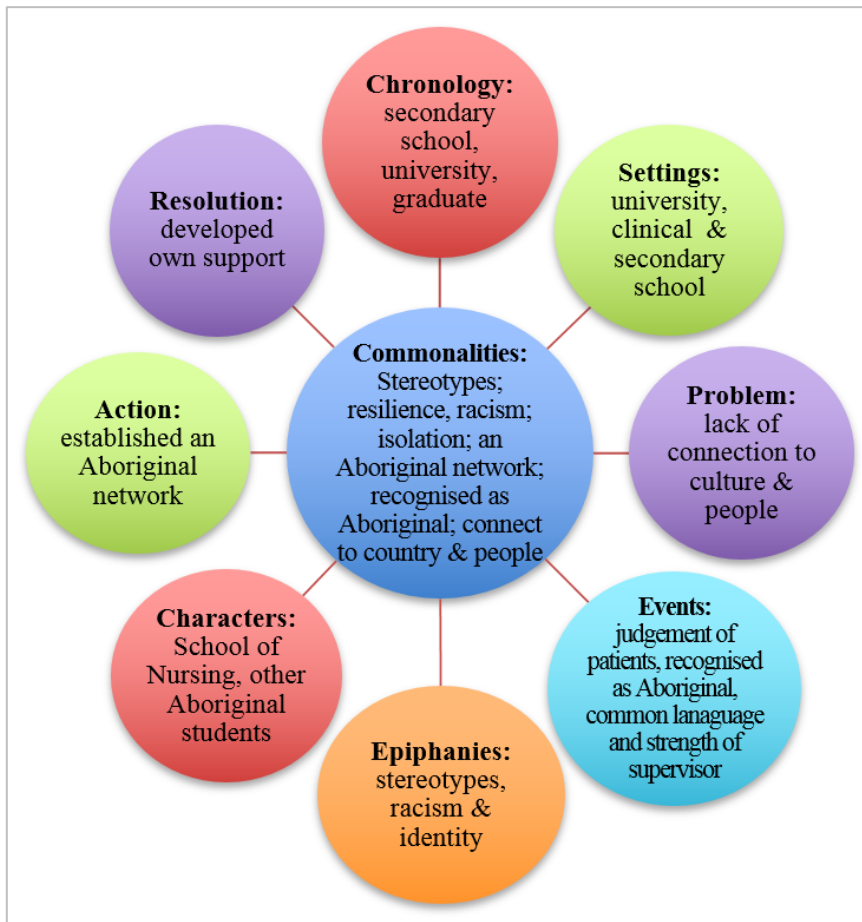 Chronology:
secondary
school,
university,
graduate
Settings:
university,
clinical &
secondary
school
Problem:
lack of
connection to
culture &
people
Events:
judgement of
patients, recognised
as Aboriginal,
common lanaguage
and strength of
supervisor
Epiphanies:
stereotypes,
racism &
identity
Characters:
School of
Nursing, other
Aboriginal
students
Action:
established an
Aboriginal
network
Resolution:
developed
own support
Commonalities:
Stereotypes;
resilience, racism;
isolation; an
Aboriginal network;
recognised as
Aboriginal; connect
to country & people